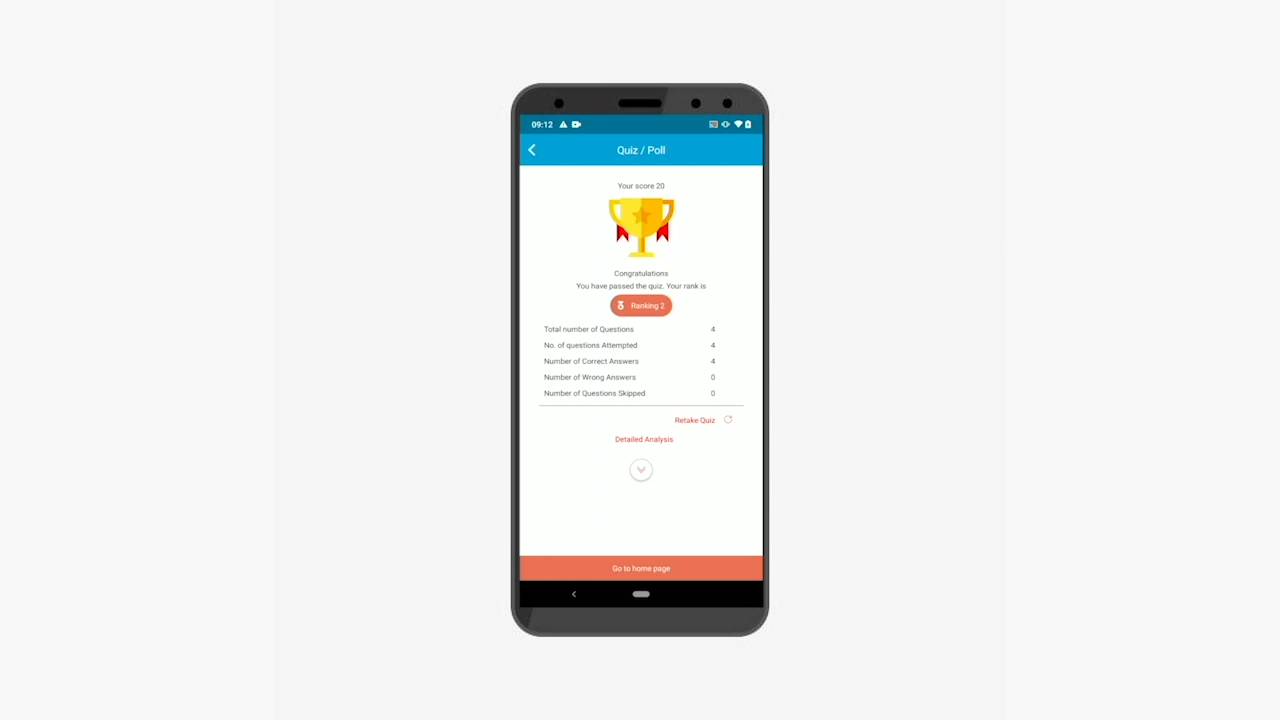 09:12
Quiz / Poll
Your score 20
Congratulations
You have passed the quiz. Your rank is
Ranking 2
Total number of Questions 4
No. of questions Attempted 4
Number of Correct Answers 4
Number of Wrong Answers 0
Number of Questions Skipped 0
Retake Quiz
Detailed Analysis
Go to home page